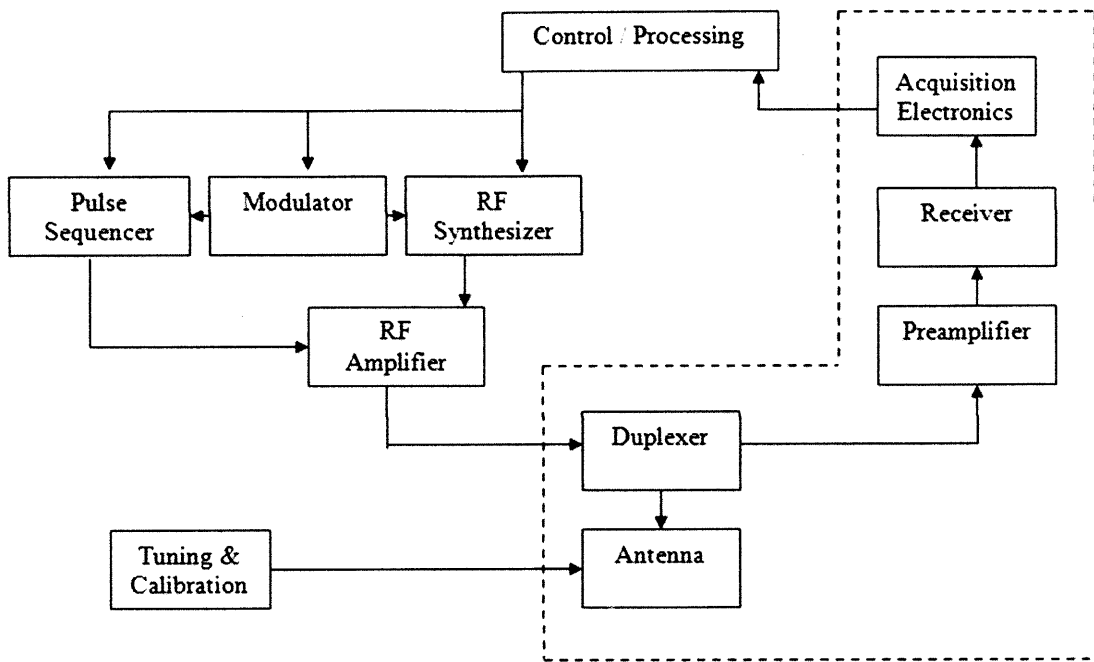 Control / Processing
Acquisition
Electronics
Pulse
Sequencer
Modulator
RF
Synthesizer
Receiver
RF
Amplifier
Preamplifier
Duplexer
Tuning &
Calibration
Antenna